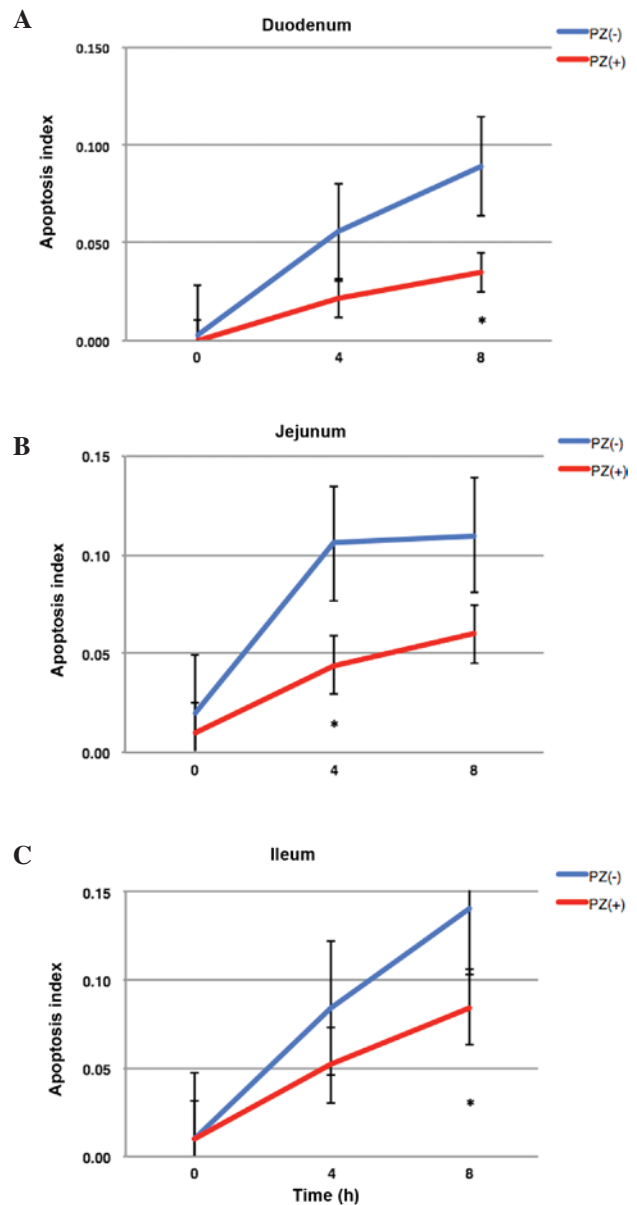 A
Duodenum
PZ(-)
PZ(+)
Apoptosis index
0.150
0.100
0.050
0.000
0 4 8
*
B
Jejunum
PZ(-)
PZ(+)
Apoptosis index
0.15
0.10
0.05
0.00
0 4 8
*
C
Ileum
PZ(-)
PZ(+)
Apoptosis index
0.15
0.10
0.05
0.00
0 4 8
*
Time (h)